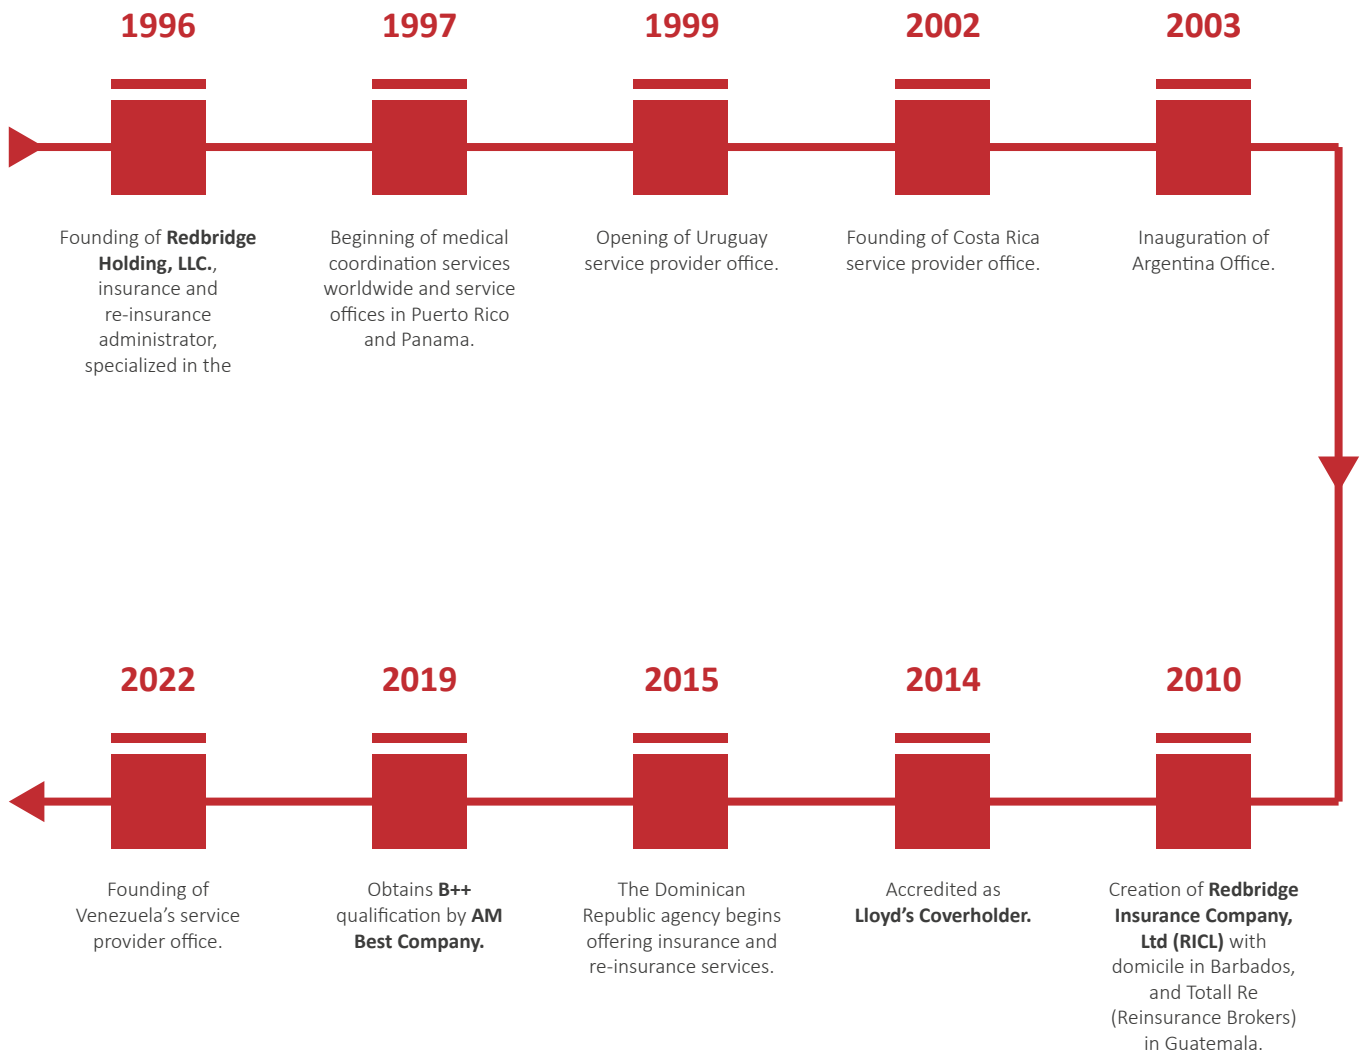 1996
Founding of Redbridge
Holding, LLC.,
insurance and
re-insurance
administrator,
specialized in the
1997
Beginning of medical
coordination services
worldwide and service
offices in Puerto Rico
and Panama.
1999
Opening of Uruguay
service provider office.
2002
Founding of Costa Rica
service provider office.
2003
Inauguration of
Argentina Office.
2010
Creation of Redbridge
Insurance Company,
Ltd (RICL) with
domicile in Barbados,
and Totall Re
(Reinsurance Brokers)
in Guatemala.
2014
Accredited as
Lloyd’s Coverholder.
2015
The Dominican
Republic agency begins
offering insurance and
re-insurance services.
2019
Obtains B++
qualification by AM
Best Company.
2022
Founding of
Venezuela’s service
provider office.